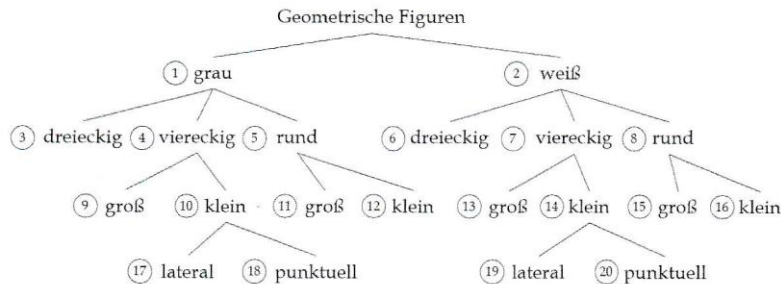 Geometrische Figuren
1 grau 2 weiß
3 dreieckig 4 viereckig 5 rund 6 dreieckig 7 viereckig 8 rund
9 groß 10 klein 11 groß 12 klein 13 groß 14 klein 15 groß 16 klein
17 lateral 18 punktuell 19 lateral 20 punktuell